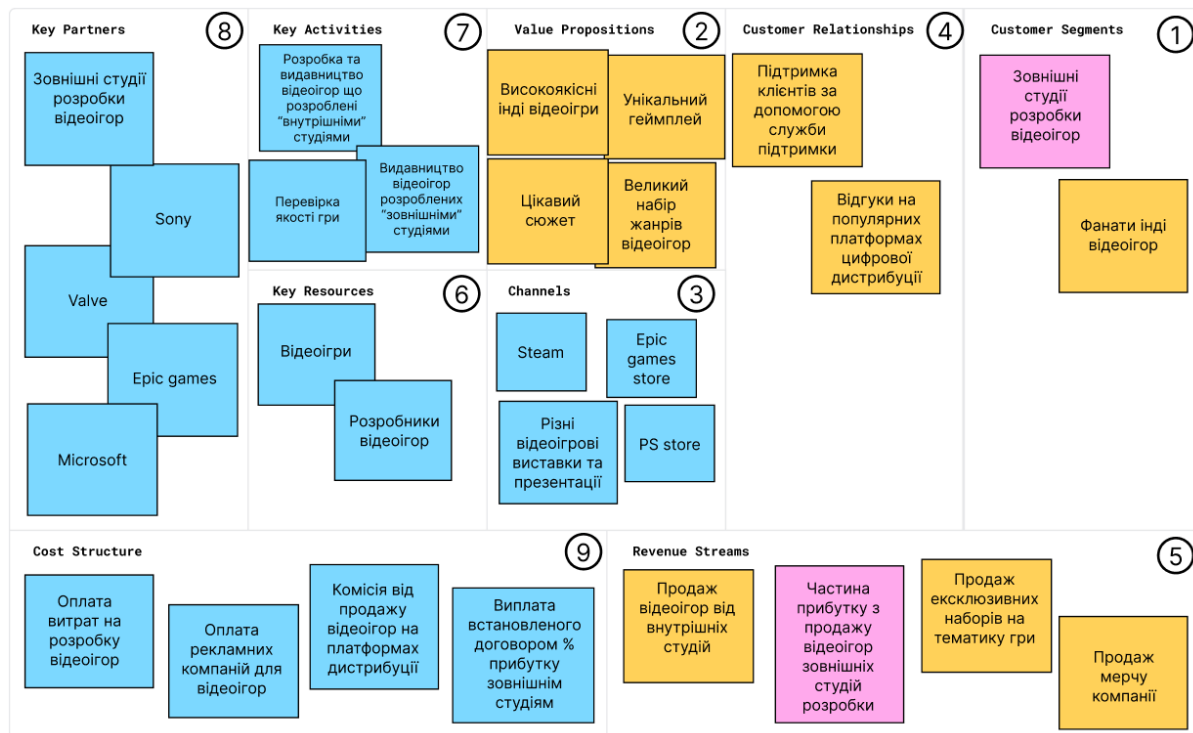 Key Partners
8
Зовнішні студії
розробки
відеоігор
Sony
Valve
Epic games
Microsoft
Key Activities
7
Розробка та
видавництво
відеоігор що
розроблені
“внутрішніми”
студіями
Перевірка
якості гри
Видавництво
відеоігор
розроблених
“зовнішніми”
студіями
Key Resources
6
Відеоігри
Розробники
відеоігор
Value Propositions
2
Високоякісні
інді відеоігри
Унікальний
геймплей
Цікавий
сюжет
Великий
набір
жанрів
відеоігор
Channels
3
Steam
Epic
games
store
Різні
відеоігрові
виставки та
презентації
PS store
Customer Relationships
4
Підтримка
клієнтів за
допомогою
служби
підтримки
Відгуки на
популярних
платформах
цифрової
дистрибуції
Customer Segments
1
Зовнішні
студії
розробки
відеоігор
Фанати інді
відеоігор
Cost Structure
9
Оплата
витрат на
розробку
відеоігор
Оплата
рекламних
компаній для
відеоігор
Комісія від
продажу
відеоігор на
платформах
дистрибуції
Виплата
встановленого
договором %
прибутку
зовнішнім
студіям
Revenue Streams
5
Продаж
відеоігор від
внутрішніх
студій
Частина
прибутку з
продажу
відеоігор
зовнішніх
студій
розробки
Продаж
ексклюзивних
наборів на
тематику гри
Продаж
мерчу
компанії